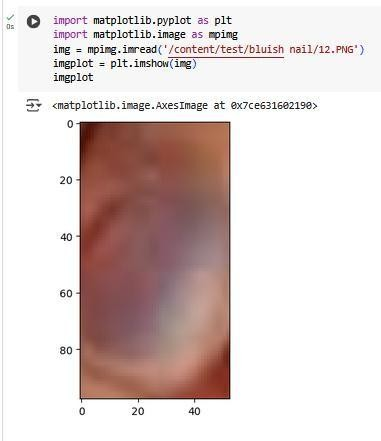 import matplotlib.pyplot as plt
import matplotlib.image as mpimg
img = mpimg.imread('/content/test/bluish nail/12.PNG')
0s
imgplot = plt.imshow(img)
imgplot
<matplotlib.image.AxesImage at 0x7ce631602190>
0
20
40
60
80
0 20 40